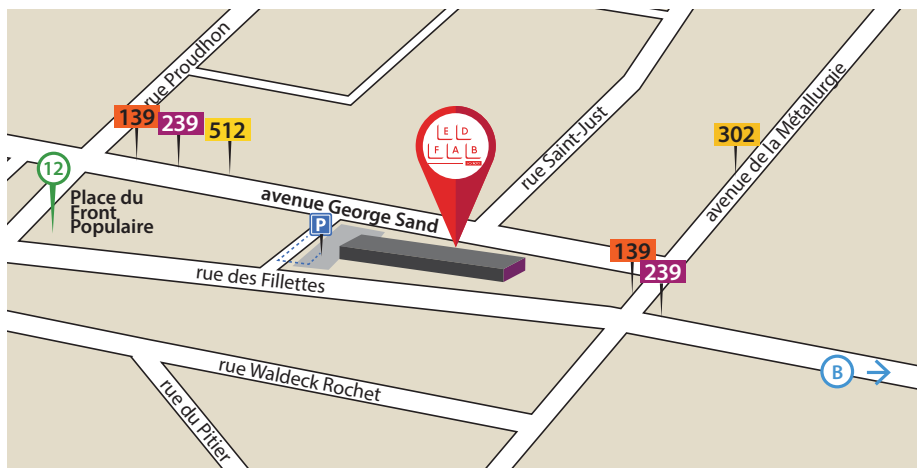 rue Proudhon
139
239
512
12
Place du
Front
Populaire
avenue George Sand
P
E D
F A B
rue Saint-Just
302
avenue de la Métallurgie
139
239
rue des Fillettes
rue Waldeck Rochet
rue du Pitier
B